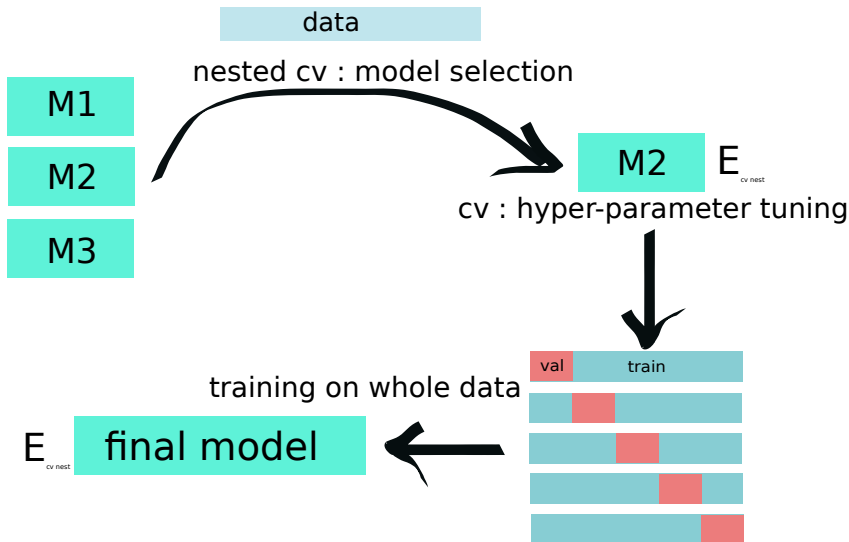 data
nested cv : model selection
M1
M2
M3
M2 E cv nest
cv : hyper-parameter tuning
val train
training on whole data
E cv nest final model